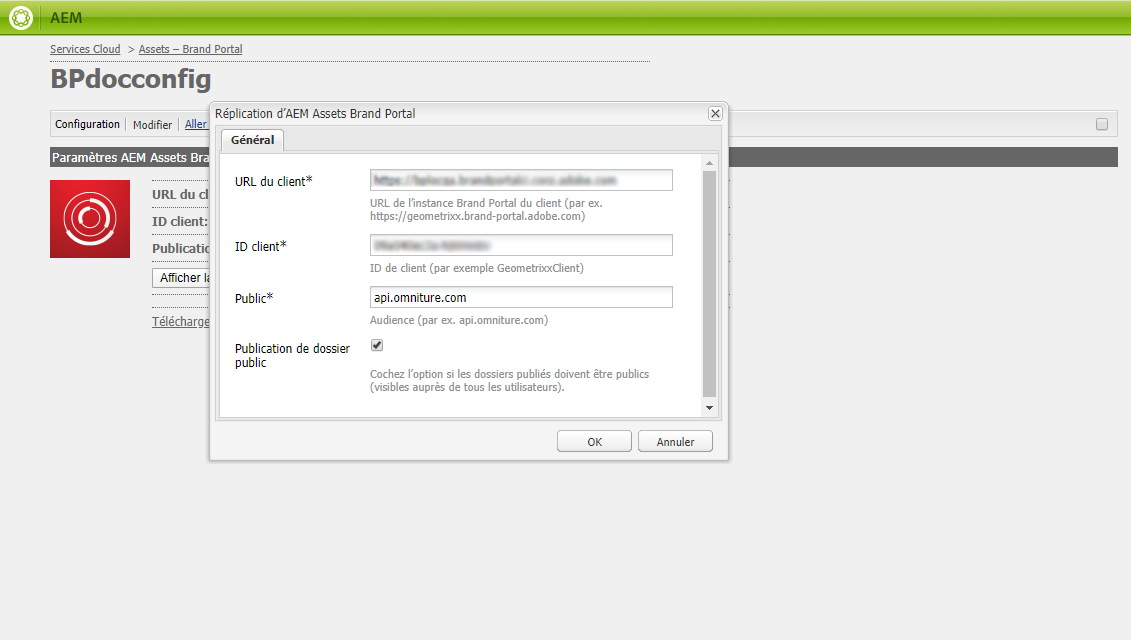 AEM
Services Cloud > Assets – Brand Portal
BPdocconfig
Réplication d’AEM Assets Brand Portal
Configuration Modifier Aller
Général
Paramètres AEM Assets Bra
URL du client*
URL de l’instance Brand Portal du client (par ex.
https://geometrixx.brand-portal.adobe.com)
URL du cl
ID client:
Publicatio
Afficher la
Télécharge
ID client*
ID de client (par exemple GeometrixxClient)
Public*
api.omniture.com
Audience (par ex. api.omniture.com)
Publication de dossier
public
Cochez l’option si les dossiers publiés doivent être publics
(visibles auprès de tous les utilisateurs).
OK
Annuler